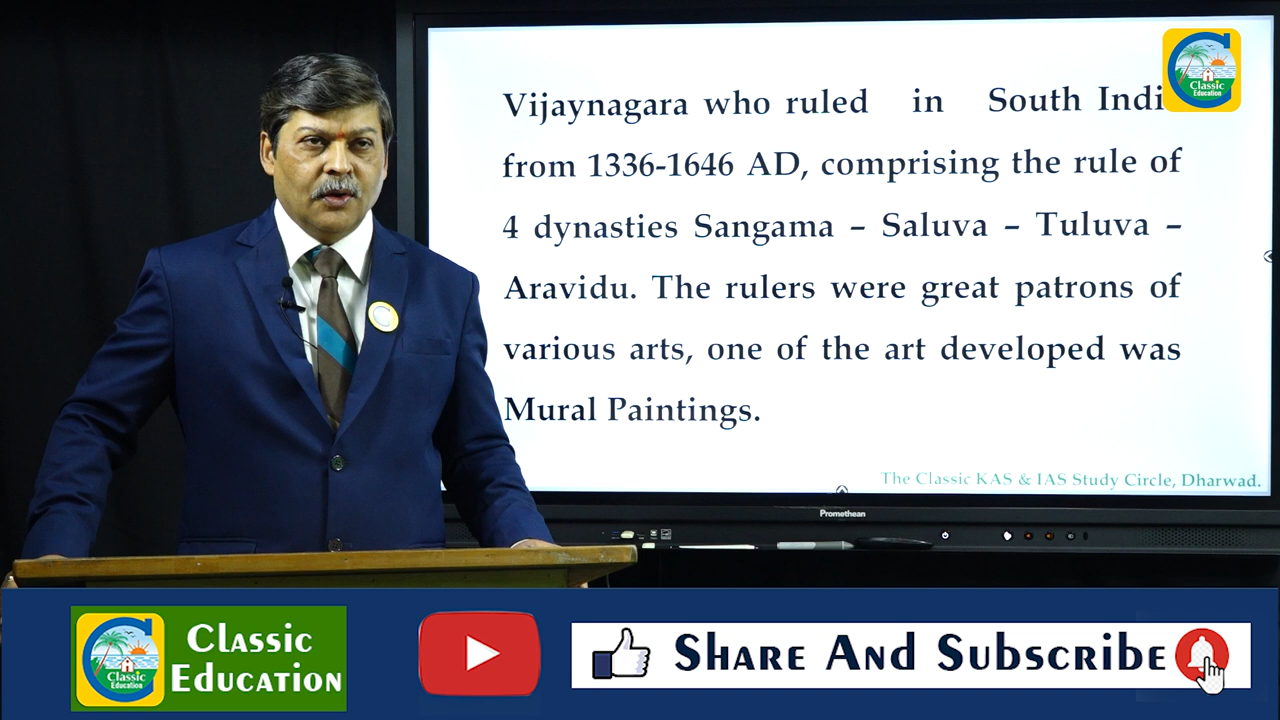 Vijaynagara who ruled in South Indi
from 1336-1646 AD, comprising the rule of
4 dynasties Sangama – Saluva – Tuluva –
Aravidu. The rulers were great patrons of
various arts, one of the art developed was
Mural Paintings.
The Classic KAS & IAS Study Circle, Dharwad.
Classic
Education
Promethean
Classic
Education
Classic
Education
Share And Subscribe